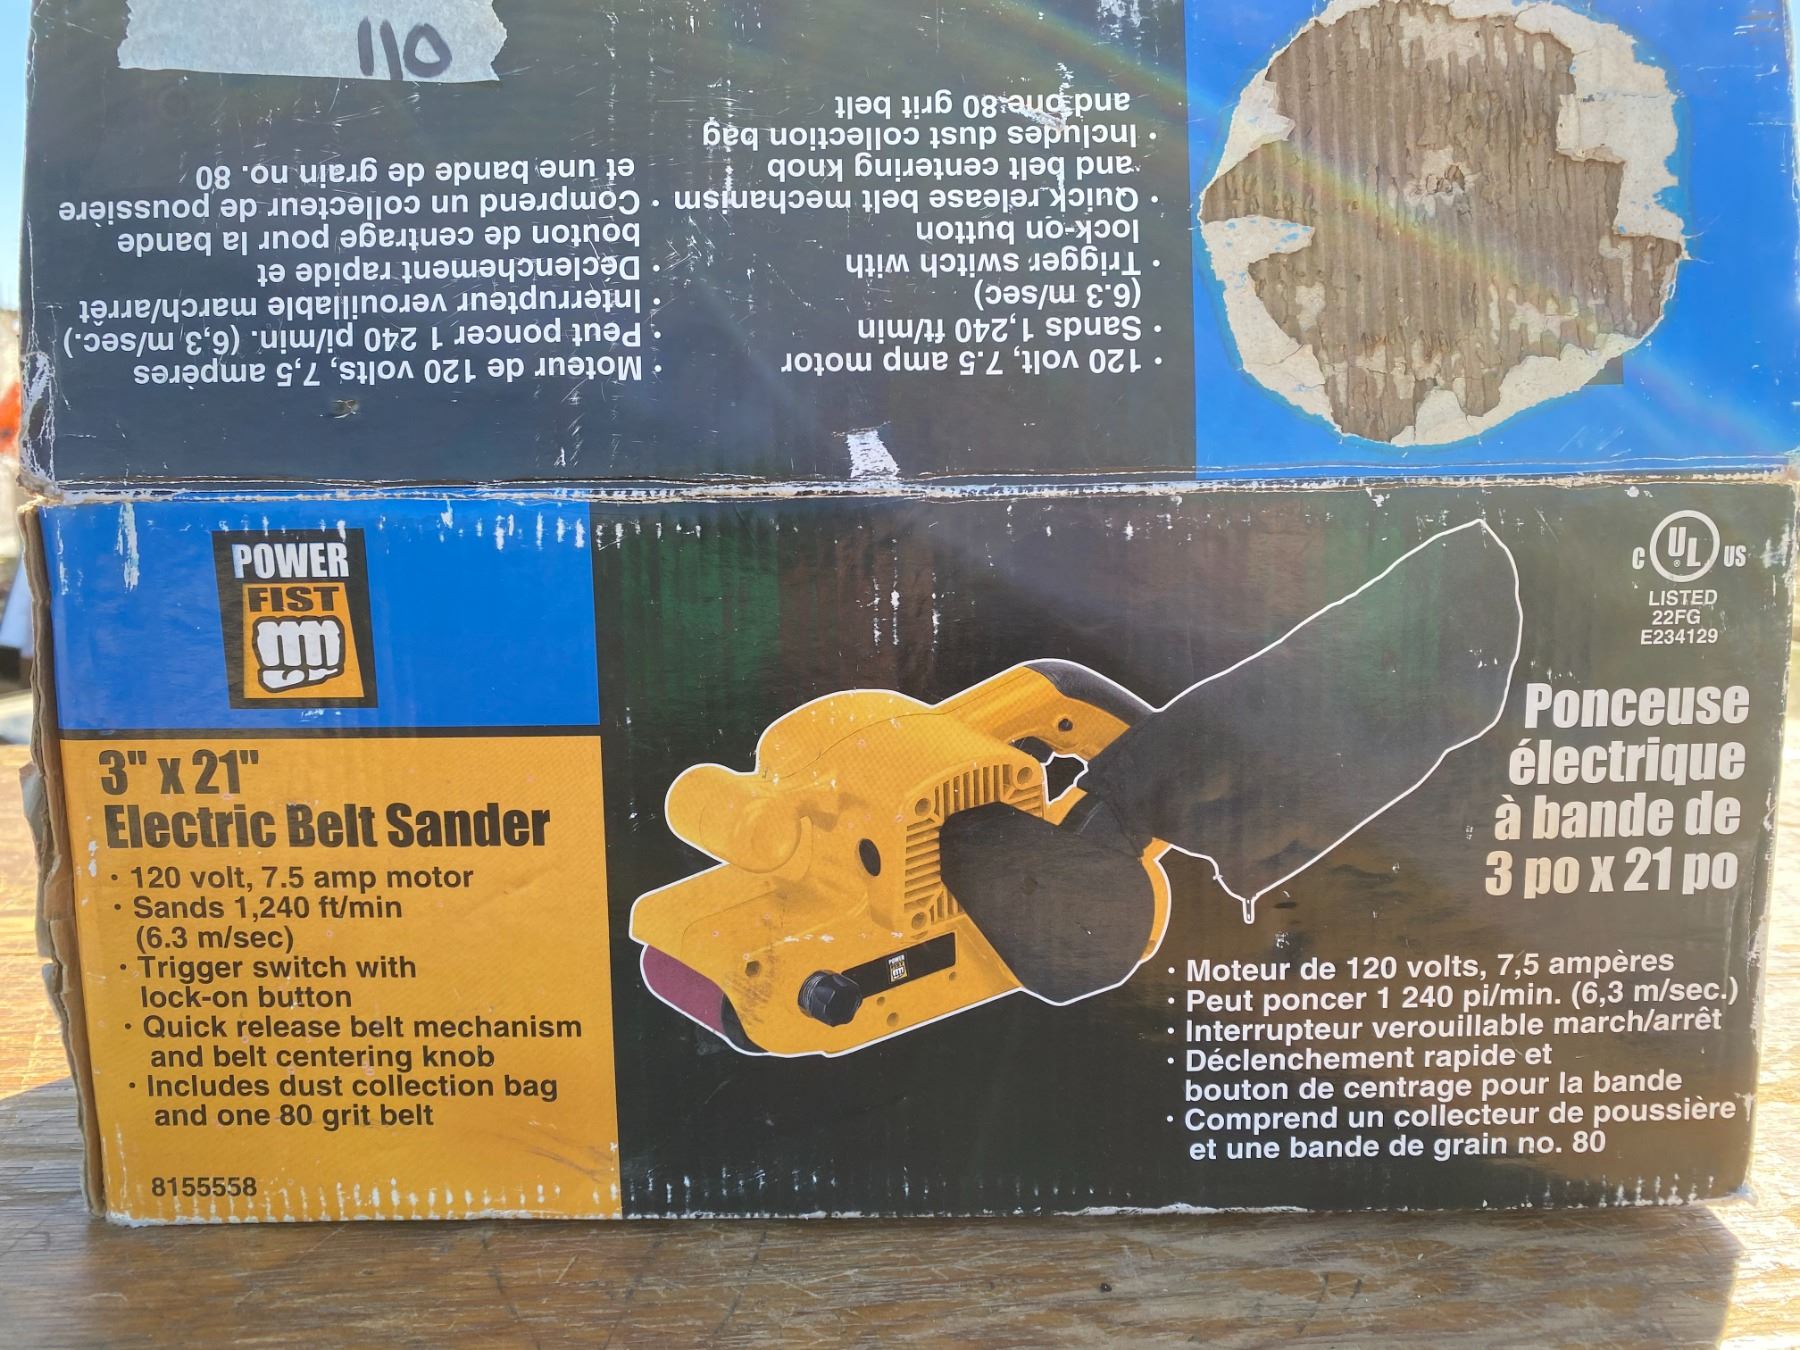 110
• 120 volt, 7.5 amp motor
• Sands 1,240 ft/min
(6.3 m/sec)
• Trigger switch with
lock-on button
• Quick release belt mechanism
and belt centering knob
• Includes dust collection bag
and one 80 grit belt
• Moteur de 120 volts, 7,5 ampères
• Peut poncer 1 240 pi/min. (6,3 m/sec.)
• Interrupteur verouillable march/arrêt
• Déclenchement rapide et
bouton de centrage pour la bande
• Comprend un collecteur de poussière
et une bande de grain no. 80
POWER
FIST
3" x 21"
Electric Belt Sander
• 120 volt, 7.5 amp motor
• Sands 1,240 ft/min
(6.3 m/sec)
• Trigger switch with
lock-on button
• Quick release belt mechanism
and belt centering knob
• Includes dust collection bag
and one 80 grit belt
8155558
POWER
C UL® US
LISTED
22FG
E234129
Ponceuse
électrique
à bande de
3 po x 21 po
• Moteur de 120 volts, 7,5 ampères
• Peut poncer 1 240 pi/min. (6,3 m/sec.)
• Interrupteur verouillable march/arrêt
• Déclenchement rapide et
bouton de centrage pour la bande
• Comprend un collecteur de poussière
et une bande de grain no. 80